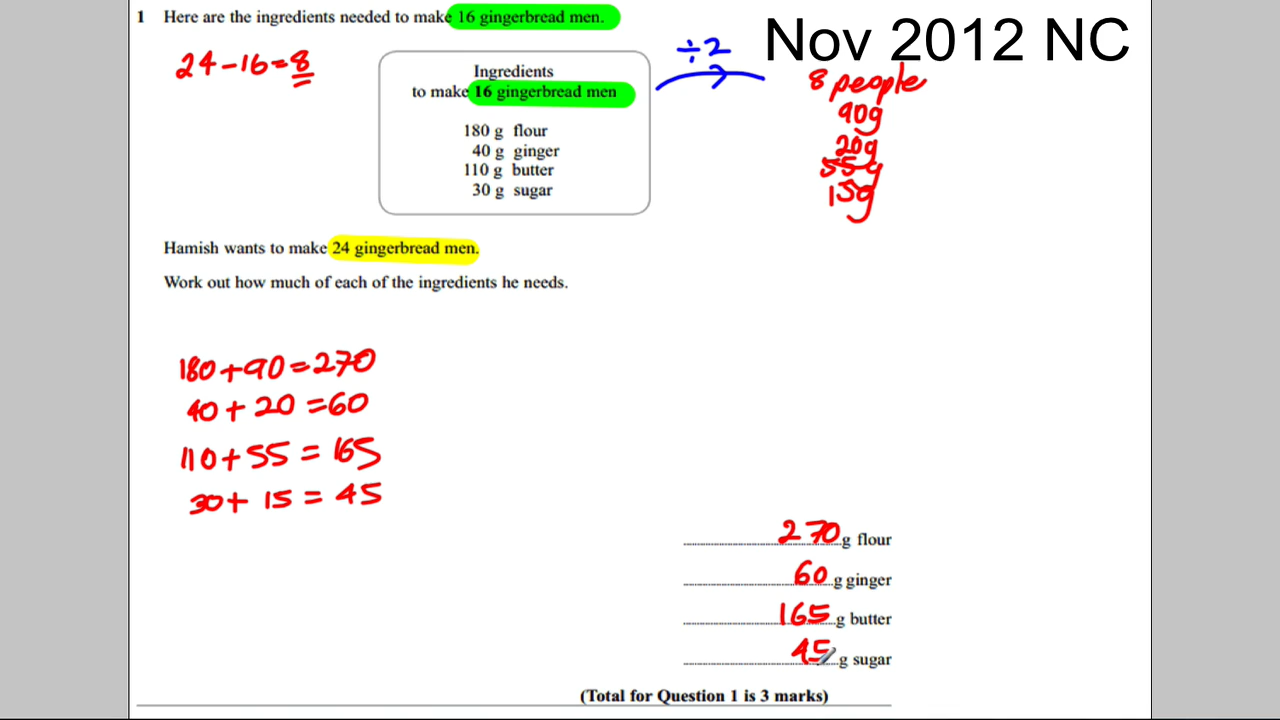 1 Here are the ingredients needed to make 16 gingerbread men.
Nov 2012 NC
24-16=8
÷2
Ingredients
to make 16 gingerbread men
180 g flour
40 g ginger
110 g butter
30 g sugar
8 people
90g
20g
55g
15g
Hamish wants to make 24 gingerbread men.
Work out how much of each of the ingredients he needs.
180+90=270
40+20=60
110+55=165
30+15=45
270 g flour
60 g ginger
165 g butter
45 g sugar
(Total for Question 1 is 3 marks)